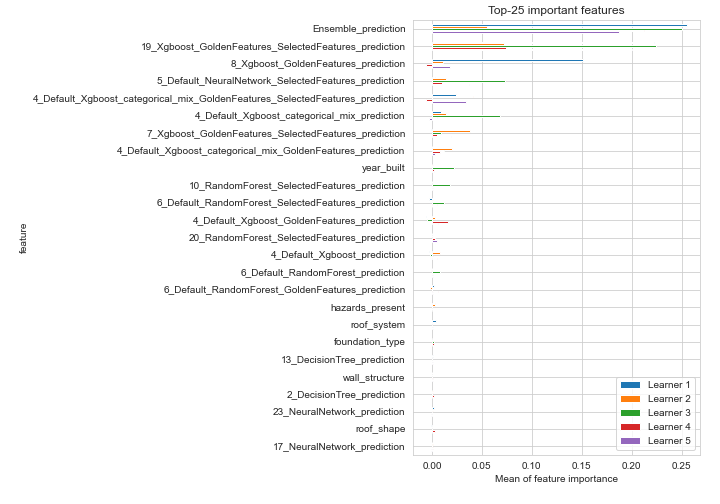 Top-25 important features
Ensemble_prediction
19_Xgboost_GoldenFeatures_SelectedFeatures_prediction
8_Xgboost_GoldenFeatures_prediction
5_Default_NeuralNetwork_SelectedFeatures_prediction
4_Default_Xgboost_categorical_mix_GoldenFeatures_SelectedFeatures_prediction
4_Default_Xgboost_categorical_mix_prediction
7_Xgboost_GoldenFeatures_SelectedFeatures_prediction
4_Default_Xgboost_categorical_mix_GoldenFeatures_prediction
year_built
10_RandomForest_SelectedFeatures_prediction
6_Default_RandomForest_SelectedFeatures_prediction
4_Default_Xgboost_GoldenFeatures_prediction
20_RandomForest_SelectedFeatures_prediction
4_Default_Xgboost_prediction
6_Default_RandomForest_prediction
6_Default_RandomForest_GoldenFeatures_prediction
hazards_present
roof_system
foundation_type
13_DecisionTree_prediction
wall_structure
2_DecisionTree_prediction
23_NeuralNetwork_prediction
roof_shape
17_NeuralNetwork_prediction
feature
Learner 1
Learner 2
Learner 3
Learner 4
Learner 5
0.00 0.05 0.10 0.15 0.20 0.25
Mean of feature importance